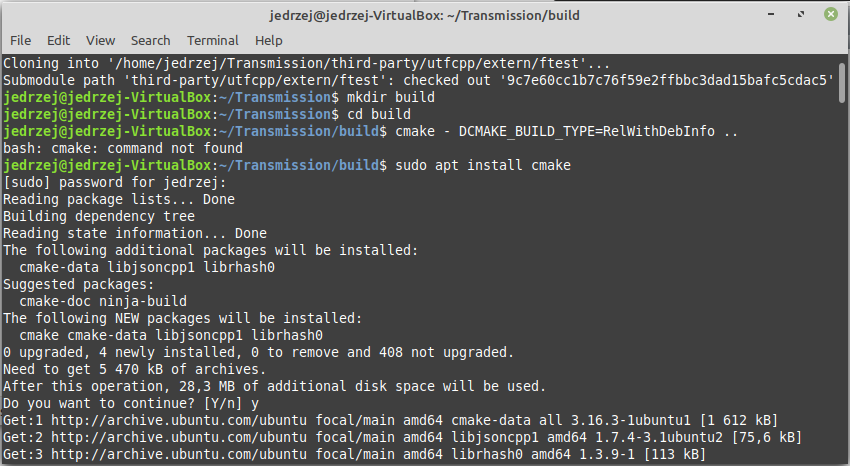 jedrzej@jedrzej-VirtualBox: ~/Transmission/build
File Edit View Search Terminal Help
Cloning into '/home/jedrzej/Transmission/third-party/utfcpp/extern/ftest'...
Submodule path 'third-party/utfcpp/extern/ftest': checked out '9c7e60cc1b7c76f59e2ffbbc3dad15bafc5cdac5'
jedrzej@jedrzej-VirtualBox:~/Transmission$ mkdir build
jedrzej@jedrzej-VirtualBox:~/Transmission$ cd build
jedrzej@jedrzej-VirtualBox:~/Transmission/build$ cmake - DCMAKE_BUILD_TYPE=RelWithDebInfo ..
bash: cmake: command not found
jedrzej@jedrzej-VirtualBox:~/Transmission/build$ sudo apt install cmake
[sudo] password for jedrzej:
Reading package lists... Done
Building dependency tree
Reading state information... Done
The following additional packages will be installed:
  cmake-data libjsoncpp1 librhash0
Suggested packages:
  cmake-doc ninja-build
The following NEW packages will be installed:
  cmake cmake-data libjsoncpp1 librhash0
0 upgraded, 4 newly installed, 0 to remove and 408 not upgraded.
Need to get 5 470 kB of archives.
After this operation, 28,3 MB of additional disk space will be used.
Do you want to continue? [Y/n] y
Get:1 http://archive.ubuntu.com/ubuntu focal/main amd64 cmake-data all 3.16.3-1ubuntu1 [1 612 kB]
Get:2 http://archive.ubuntu.com/ubuntu focal/main amd64 libjsoncpp1 amd64 1.7.4-3.1ubuntu2 [75,6 kB]
Get:3 http://archive.ubuntu.com/ubuntu focal/main amd64 librhash0 amd64 1.3.9-1 [113 kB]